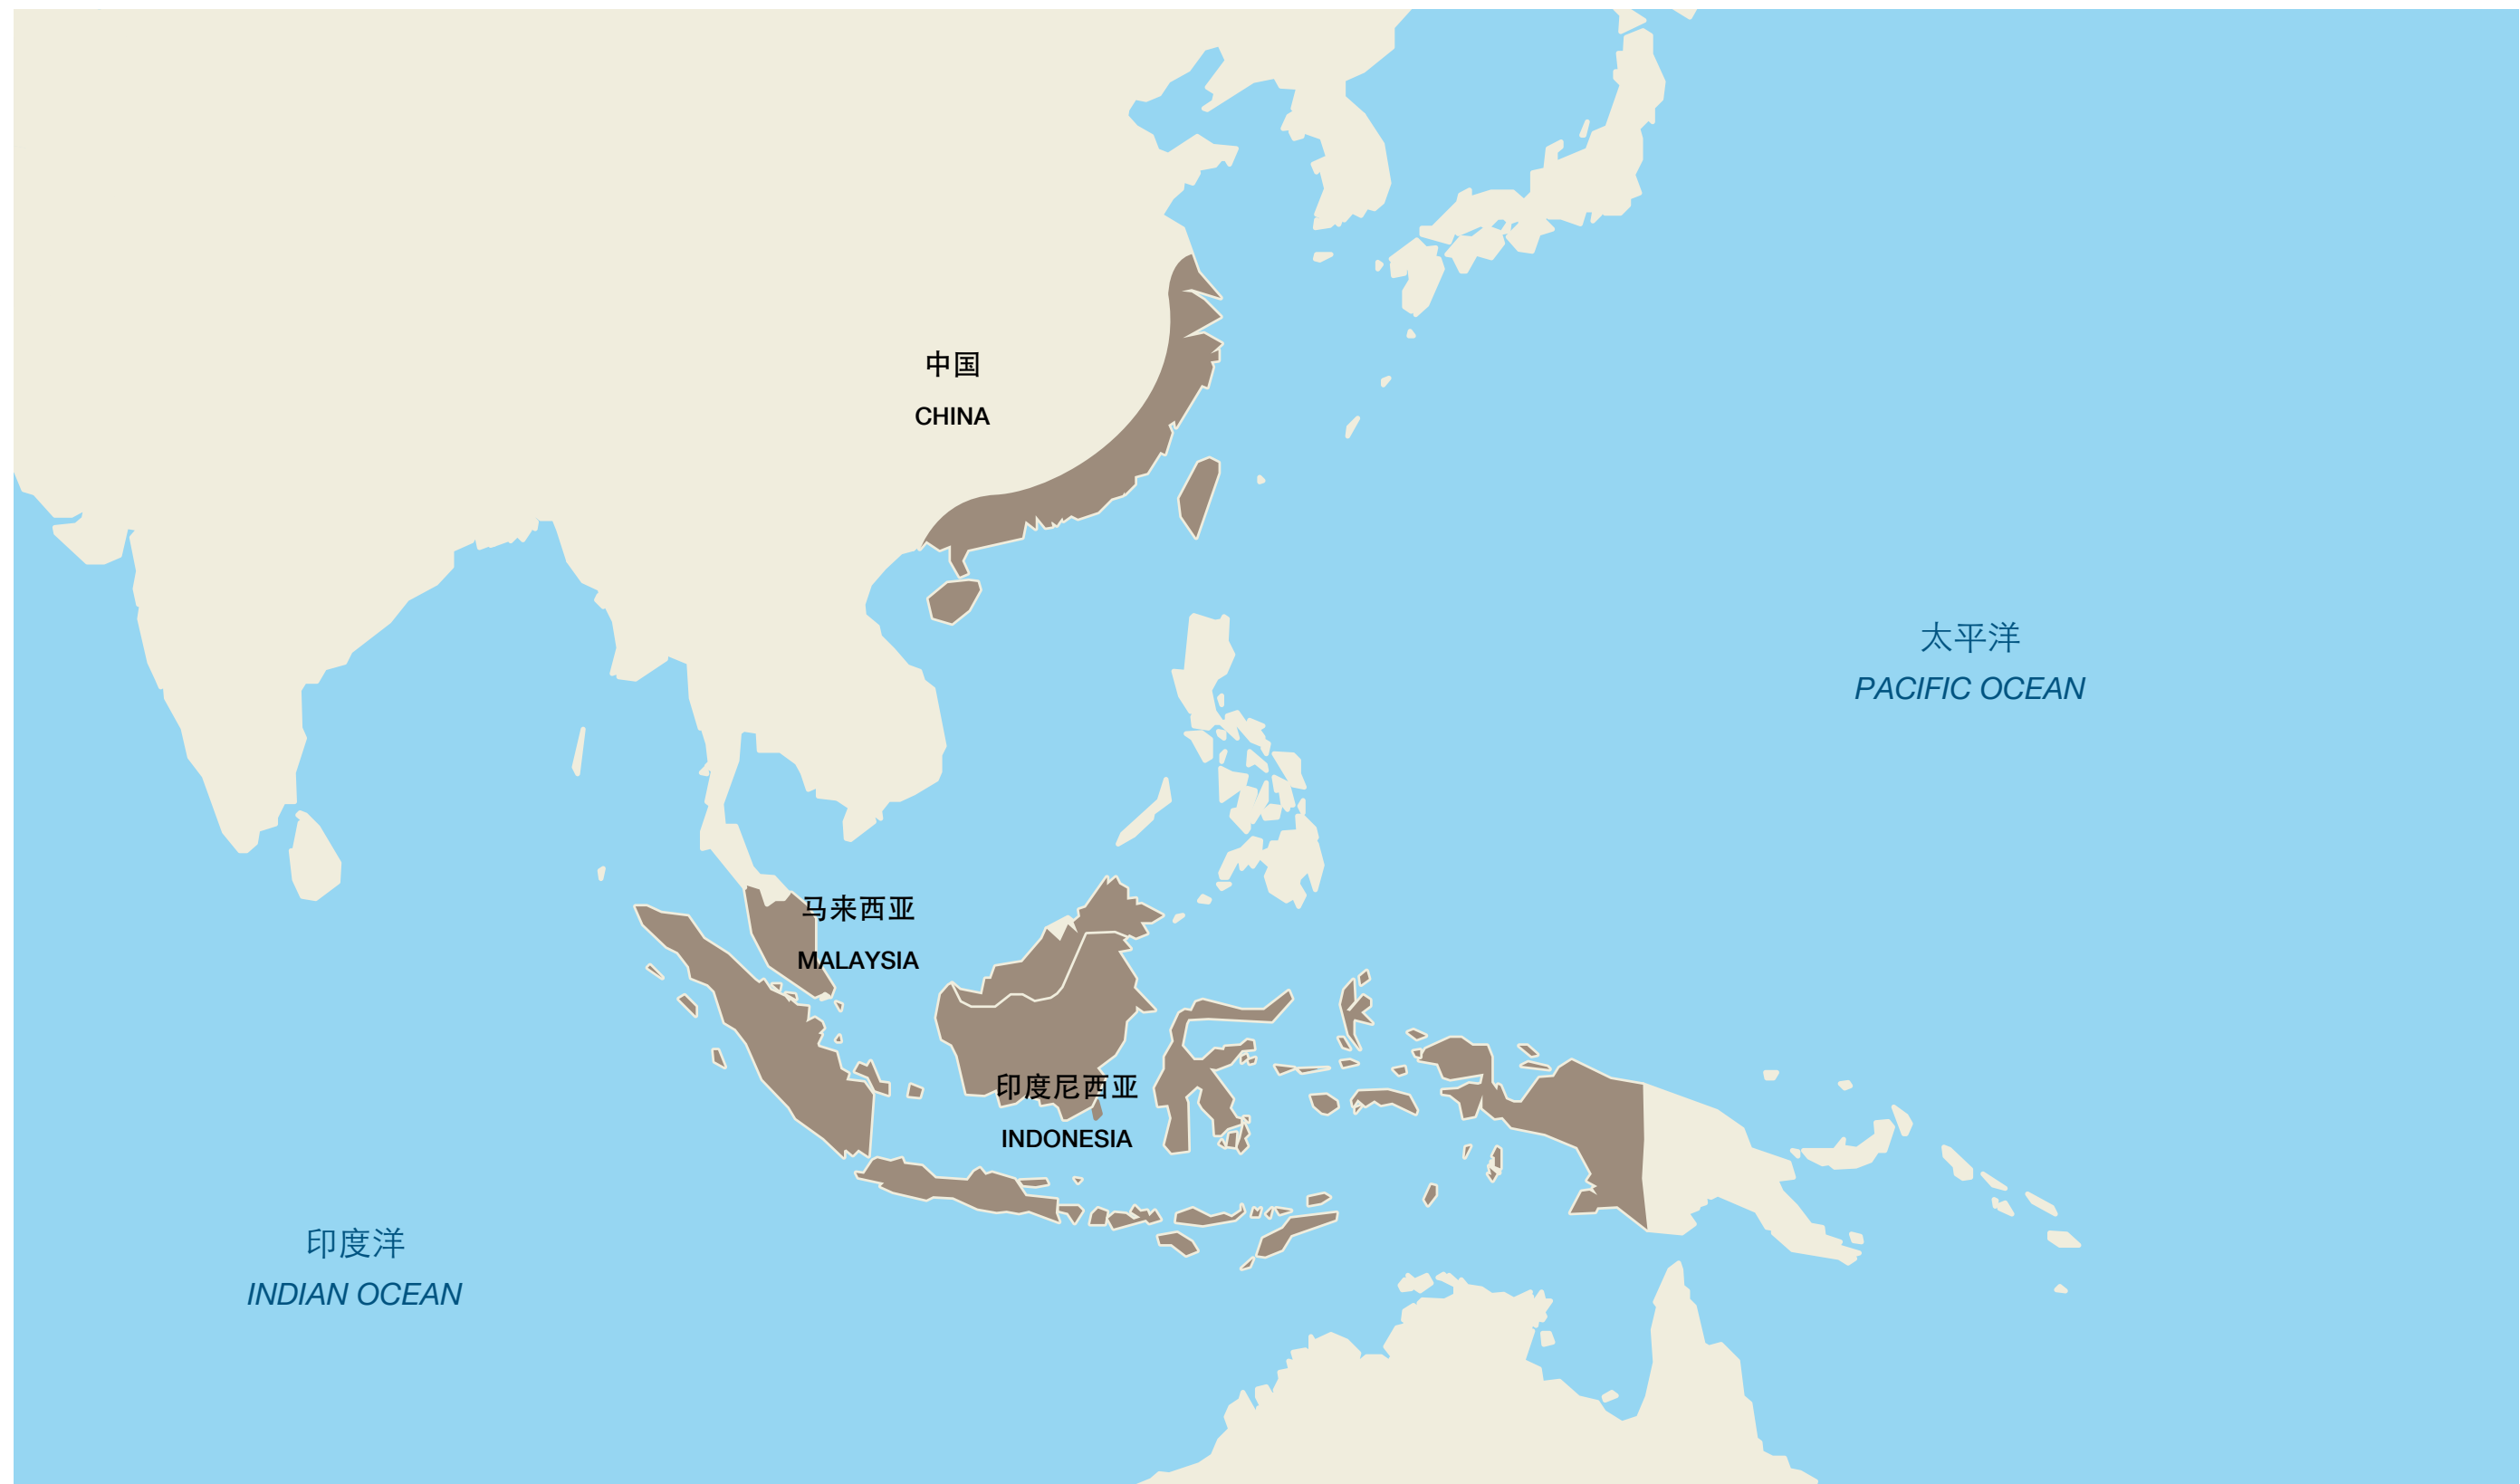 中国
CHINA
太平洋
PACIFIC OCEAN
马来西亚
MALAYSIA
印度尼西亚
INDONESIA
印度洋
INDIAN OCEAN